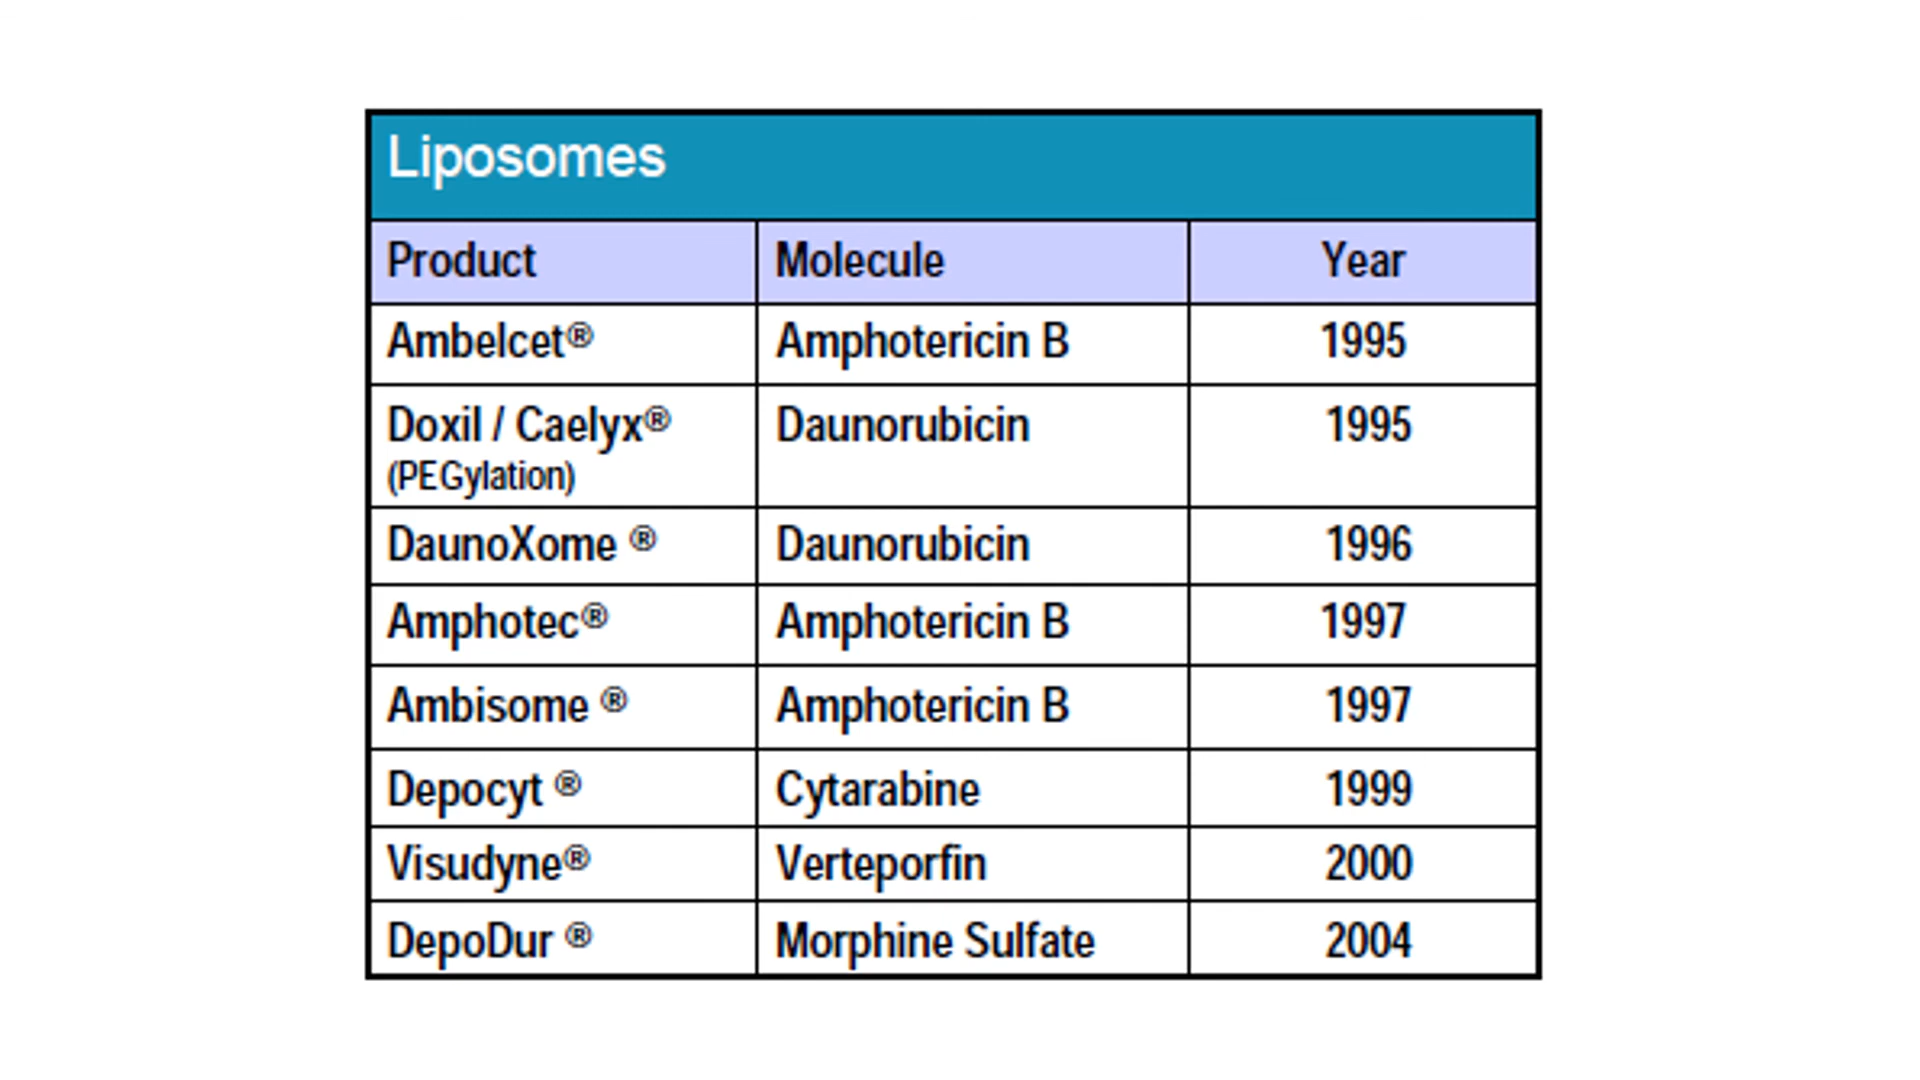 Liposomes
Product Molecule Year
Ambelcet® Amphotericin B 1995
Doxil / Caelyx® Daunorubicin 1995
(PEGylation)
DaunoXome ® Daunorubicin 1996
Amphotec® Amphotericin B 1997
Ambisome ® Amphotericin B 1997
Depocyt ® Cytarabine 1999
Visudyne® Verteporfin 2000
DepoDur ® Morphine Sulfate 2004